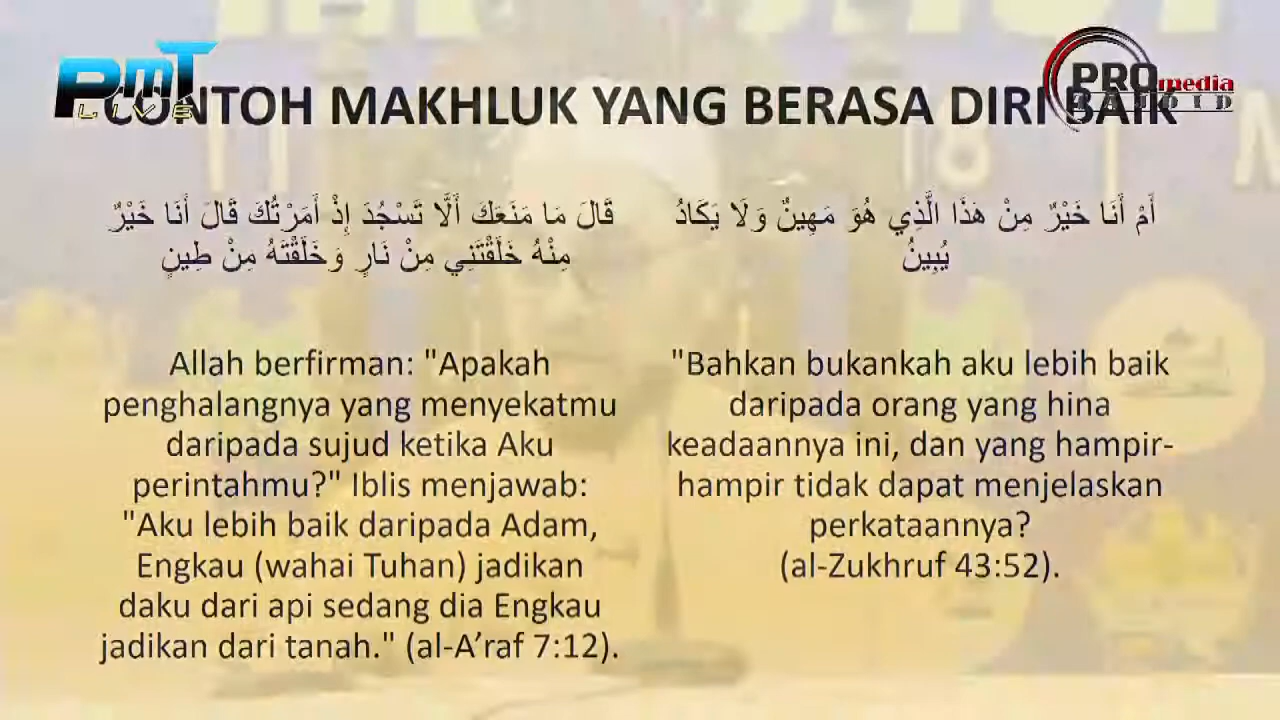 PmT
LIVE
PRO media
TAJDID
CONTOH MAKHLUK YANG BERASA DIRI BAIK
قَالَ مَا مَنَعَكَ أَلَّا تَسْجُدَ إِذْ أَمَرْتُكَ قَالَ أَنَا خَيْرٌ
مِنْهُ خَلَقْتَنِي مِنْ نَارٍ وَخَلَقْتَهُ مِنْ طِينٍ
Allah berfirman: "Apakah
penghalangnya yang menyekatmu
daripada sujud ketika Aku
perintahmu?" Iblis menjawab:
"Aku lebih baik daripada Adam,
Engkau (wahai Tuhan) jadikan
daku dari api sedang dia Engkau
jadikan dari tanah." (al-A’raf 7:12).
أَمْ أَنَا خَيْرٌ مِنْ هَذَا الَّذِي هُوَ مَهِينٌ وَلَا يَكَادُ
يُبِينُ
"Bahkan bukankah aku lebih baik
daripada orang yang hina
keadaannya ini, dan yang hampir-
hampir tidak dapat menjelaskan
perkataannya?
(al-Zukhruf 43:52).
18